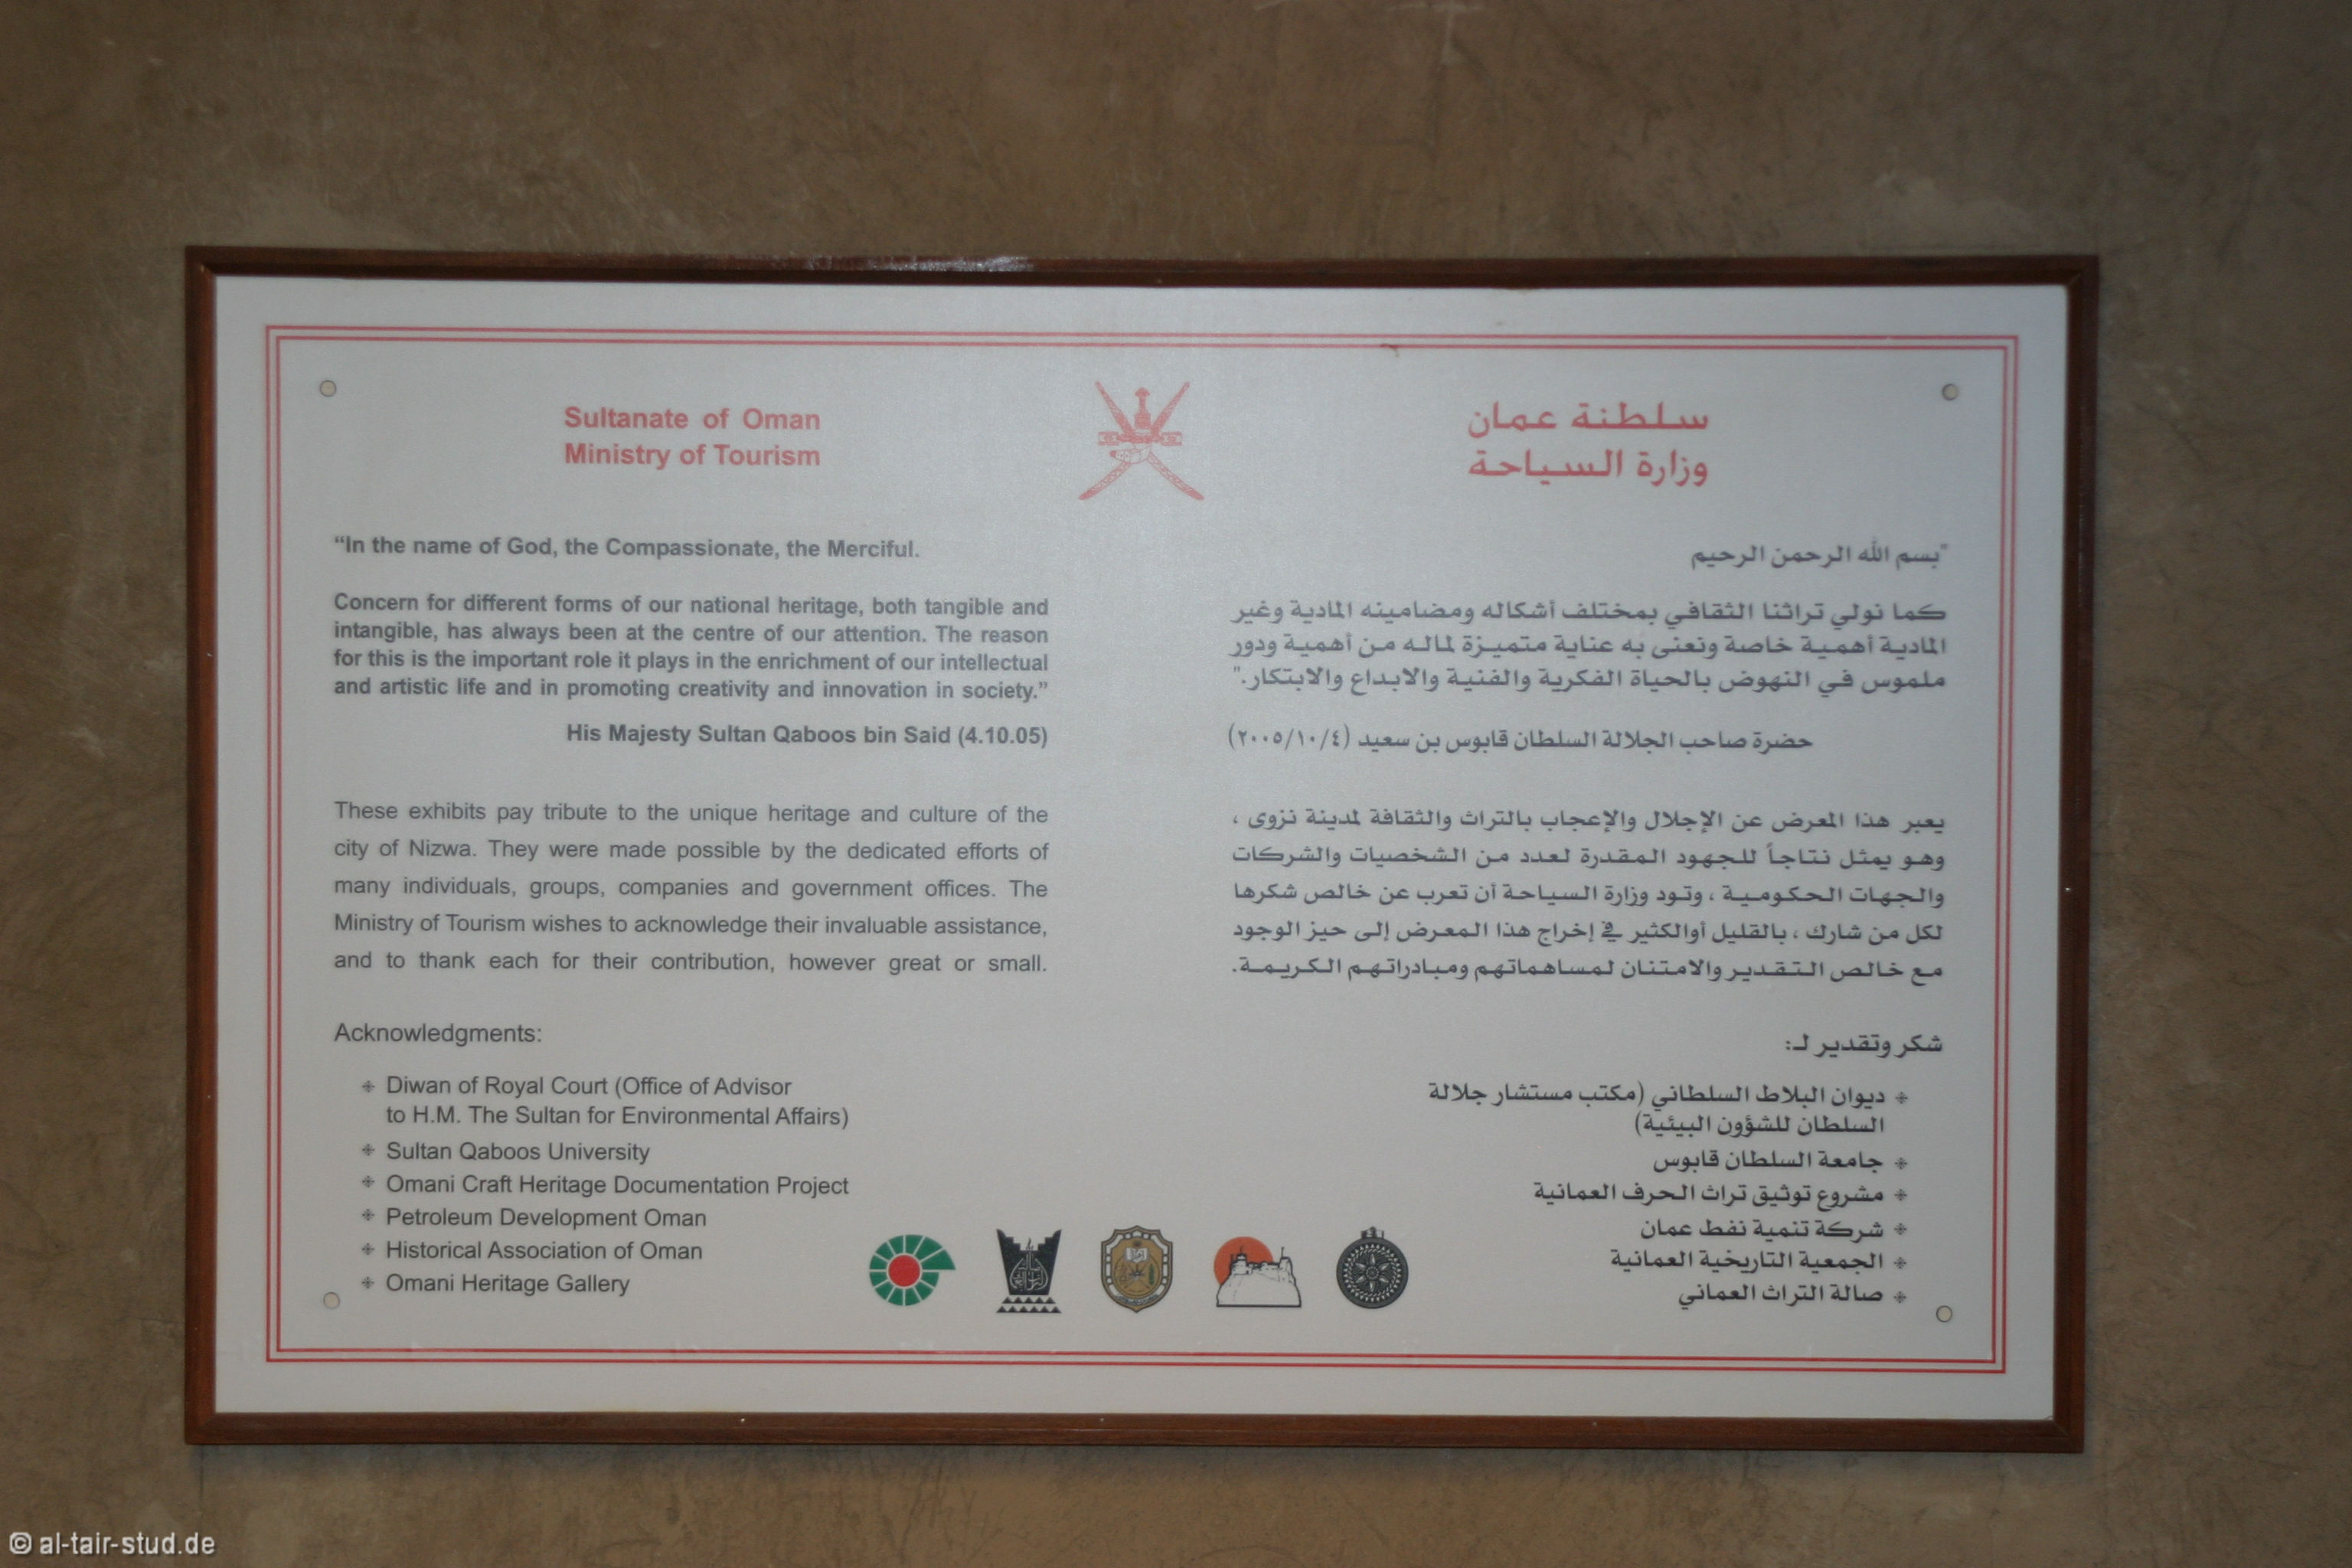 Sultanate of Oman
Ministry of Tourism
“In the name of God, the Compassionate, the Merciful.
Concern for different forms of our national heritage, both tangible and
intangible, has always been at the centre of our attention. The reason
for this is the important role it plays in the enrichment of our intellectual
and artistic life and in promoting creativity and innovation in society.”
His Majesty Sultan Qaboos bin Said (4.10.05)
These exhibits pay tribute to the unique heritage and culture of the
city of Nizwa. They were made possible by the dedicated efforts of
many individuals, groups, companies and government offices. The
Ministry of Tourism wishes to acknowledge their invaluable assistance,
and to thank each for their contribution, however great or small.
Acknowledgments:
Diwan of Royal Court (Office of Advisor
to H.M. The Sultan for Environmental Affairs)
Sultan Qaboos University
Omani Craft Heritage Documentation Project
Petroleum Development Oman
Historical Association of Oman
Omani Heritage Gallery
سلطنة عمان
وزارة السياحة
"بسم الله الرحمن الرحيم
كما نولي تراثنا الثقافي بمختلف أشكاله ومضامينه المادية وغير
المادية أهمية خاصة ونعنى به عناية متميزة لماله من أهمية ودور
ملموس في النهوض بالحياة الفكرية والفنية والابداع والابتكار."
حضرة صاحب الجلالة السلطان قابوس بن سعيد (٢٠٠٥/١٠/٤)
يعبر هذا المعرض عن الإجلال والإعجاب بالتراث والثقافة لمدينة نزوى ،
وهو يمثل نتاجاً للجهود المقدرة لعدد من الشخصيات والشركات
والجهات الحكومية ، وتود وزارة السياحة أن تعرب عن خالص شكرها
لكل من شارك ، بالقليل أوالكثير في إخراج هذا المعرض إلى حيز الوجود
مع خالص التقدير والامتنان لمساهماتهم ومبادراتهم الكريمة.
شكر وتقدير لـ:
ديوان البلاط السلطاني (مكتب مستشار جلالة
السلطان للشؤون البيئية)
جامعة السلطان قابوس
مشروع توثيق تراث الحرف العمانية
شركة تنمية نفط عمان
الجمعية التاريخية العمانية
صالة التراث العماني
© al-tair-stud.de